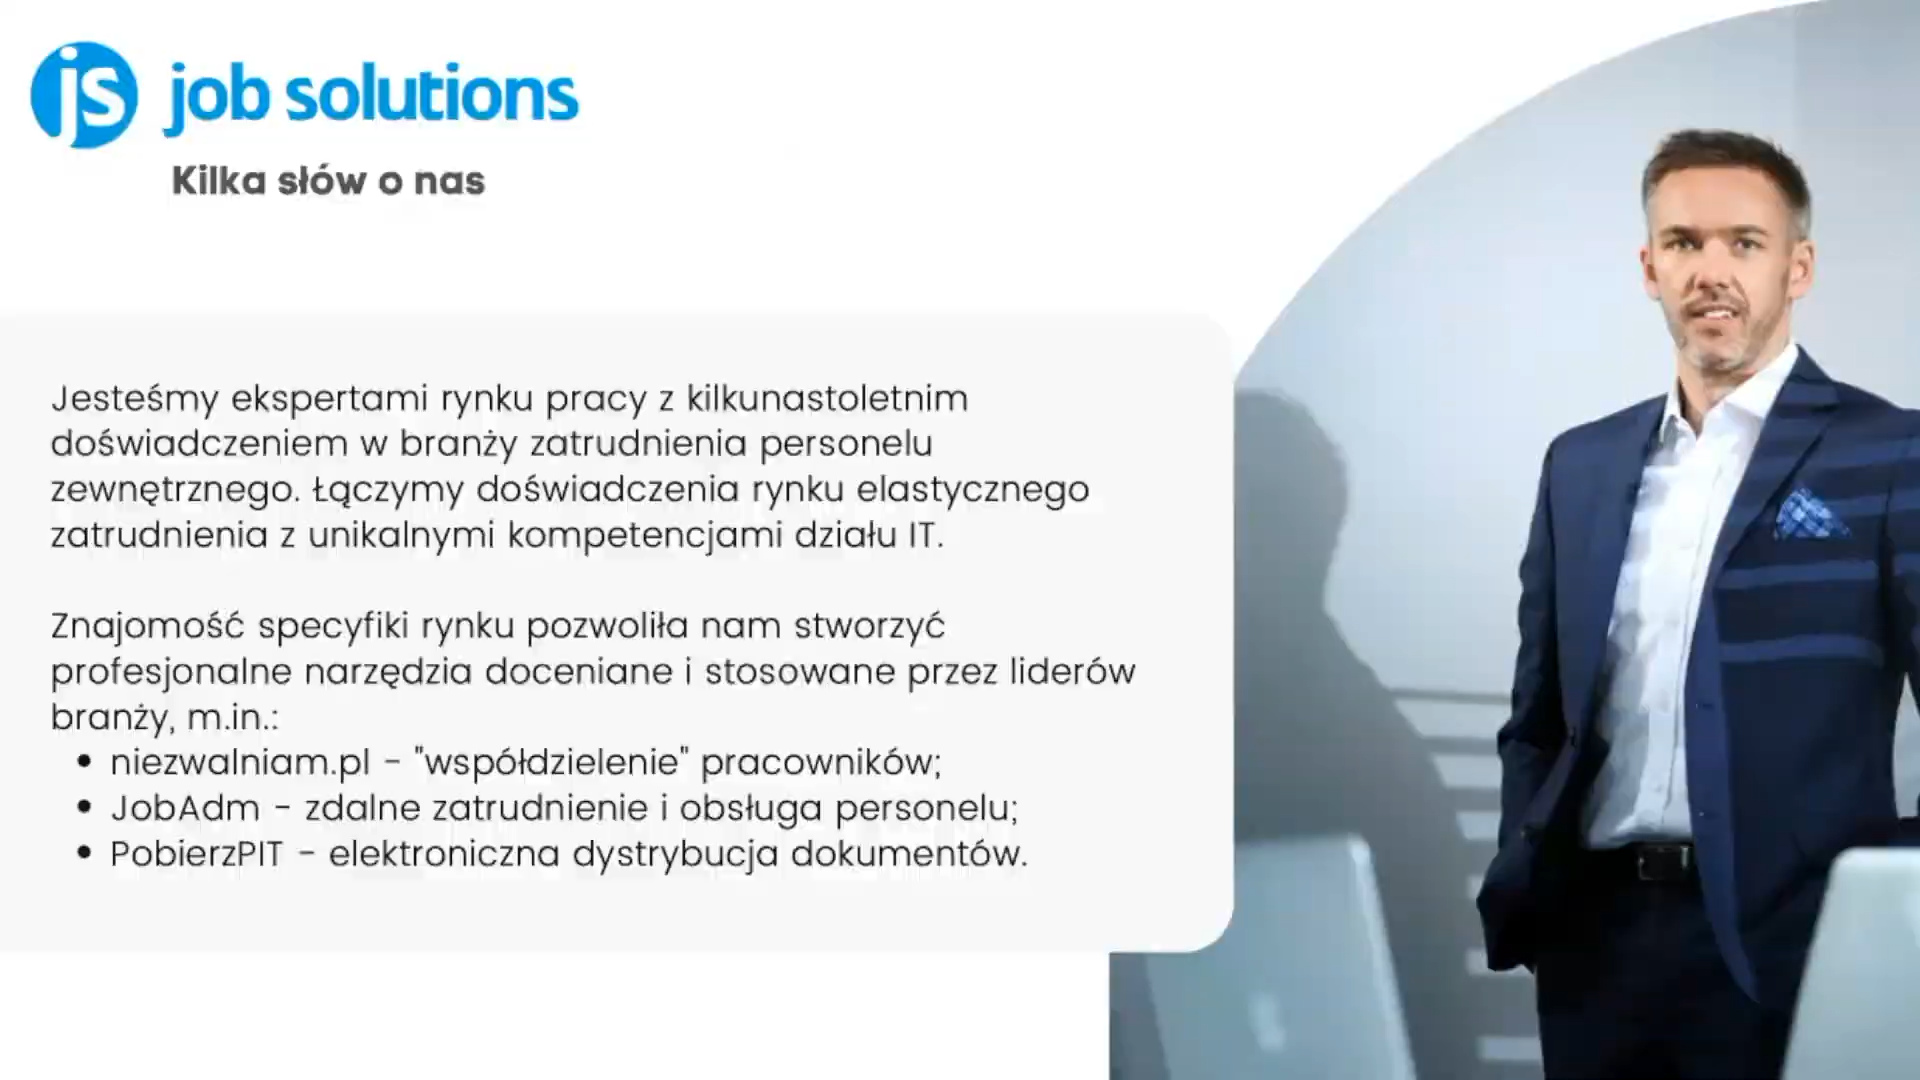 js job solutions
Kilka słów o nas
Jesteśmy ekspertami rynku pracy z kilkunastoletnim
doświadczeniem w branży zatrudnienia personelu
zewnętrznego. Łączymy doświadczenia rynku elastycznego
zatrudnienia z unikalnymi kompetencjami działu IT.
Znajomość specyfiki rynku pozwoliła nam stworzyć
profesjonalne narzędzia doceniane i stosowane przez liderów
branży, m.in.:
• niezwalniam.pl - "współdzielenie" pracowników;
• JobAdm - zdalne zatrudnienie i obsługa personelu;
• PobierzPIT - elektroniczna dystrybucja dokumentów.